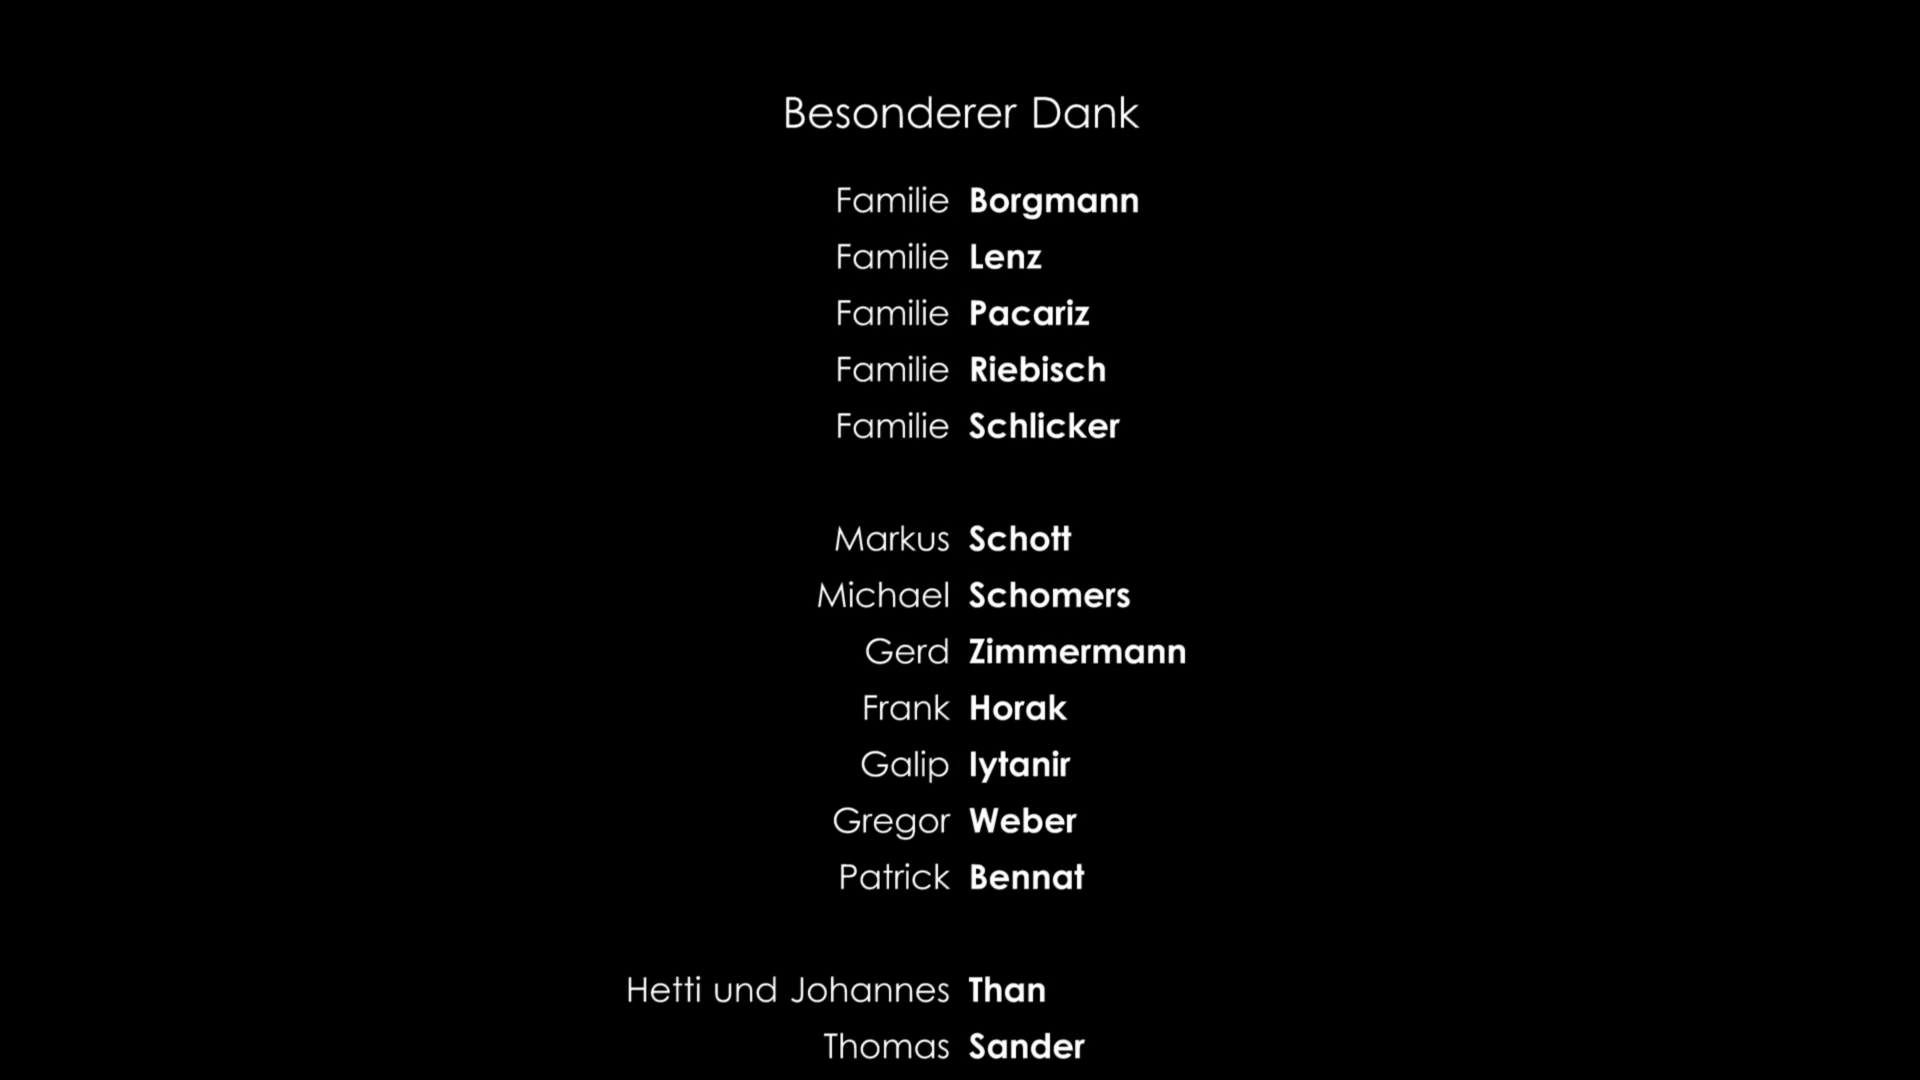 Besonderer Dank
Familie Borgmann
Familie Lenz
Familie Pacariz
Familie Riebisch
Familie Schlicker
Markus Schott
Michael Schomers
Gerd Zimmermann
Frank Horak
Galip Iytanir
Gregor Weber
Patrick Bennat
Hetti und Johannes Than
Thomas Sander